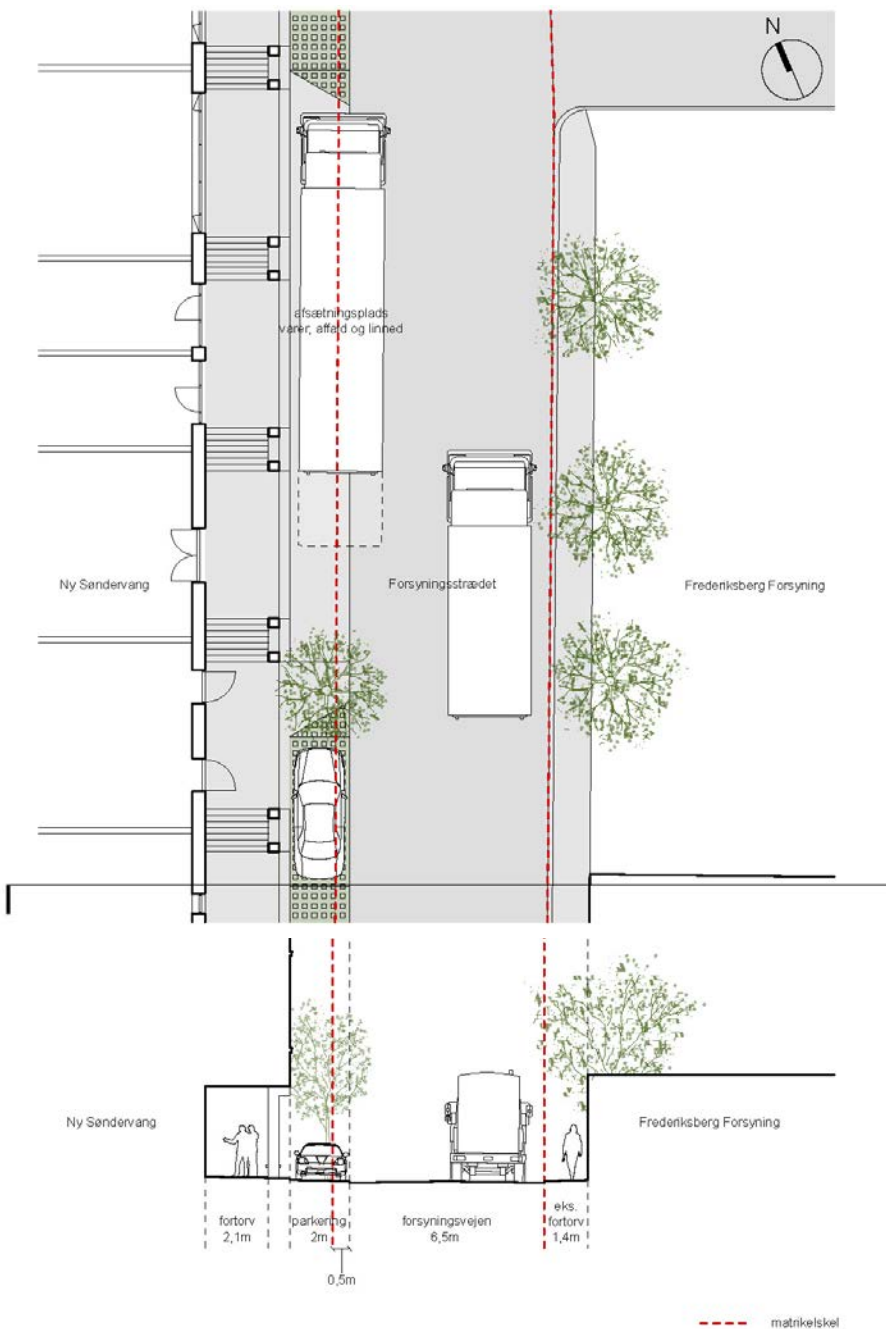 N
afsætningsplads
varer, affald og linned
Ny Søndervang
Forsyningsstrædet
Frederiksberg Forsyning
Ny Søndervang
Frederiksberg Forsyning
fortorv
2,1m
parkering
2m
forsyningsvejen
6,5m
eks.
fortorv
1,4m
0,5m
matrikelskel